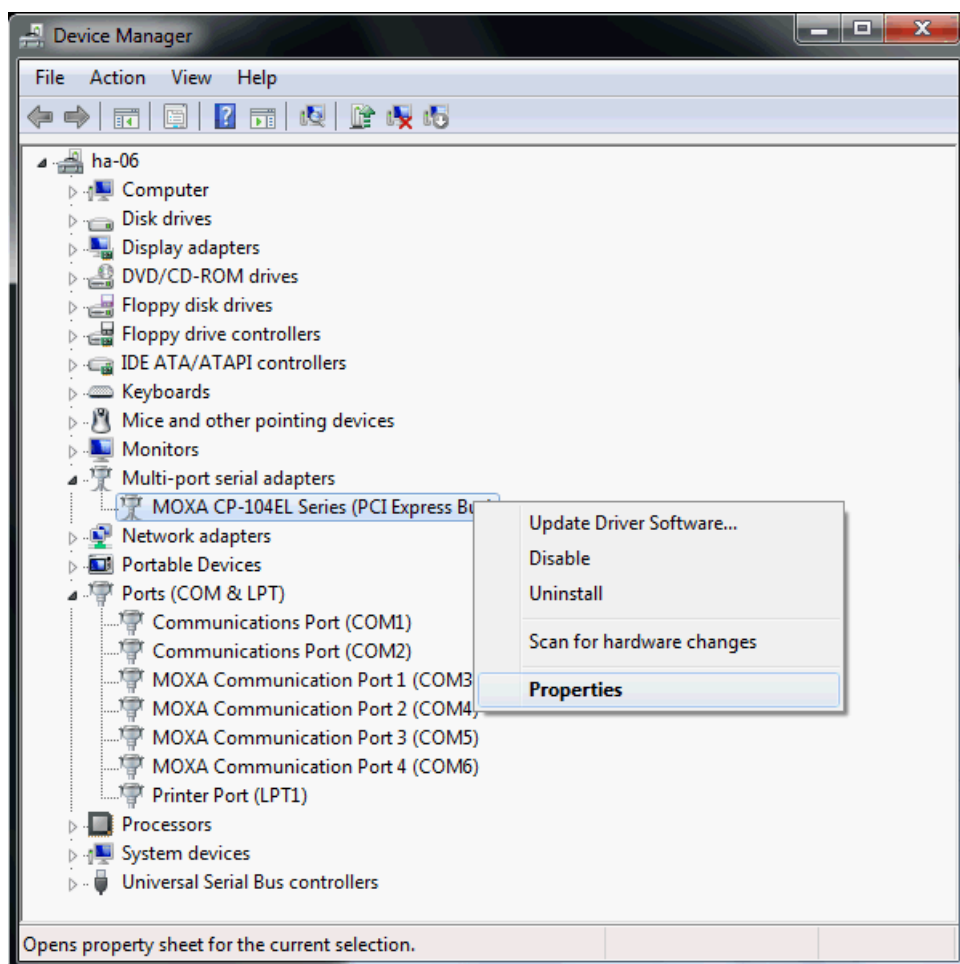 Device Manager
File Action View Help
ha-06
Computer
Disk drives
Display adapters
DVD/CD-ROM drives
Floppy disk drives
Floppy drive controllers
IDE ATA/ATAPI controllers
Keyboards
Mice and other pointing devices
Monitors
Multi-port serial adapters
MOXA CP-104EL Series (PCI Express
Network adapters
Portable Devices
Ports (COM & LPT)
Communications Port (COM1)
Communications Port (COM2)
MOXA Communication Port 1 (COM3
MOXA Communication Port 2 (COM4)
MOXA Communication Port 3 (COM5)
MOXA Communication Port 4 (COM6)
Printer Port (LPT1)
Processors
System devices
Universal Serial Bus controllers
Update Driver Software...
Disable
Uninstall
Scan for hardware changes
Properties
Opens property sheet for the current selection.